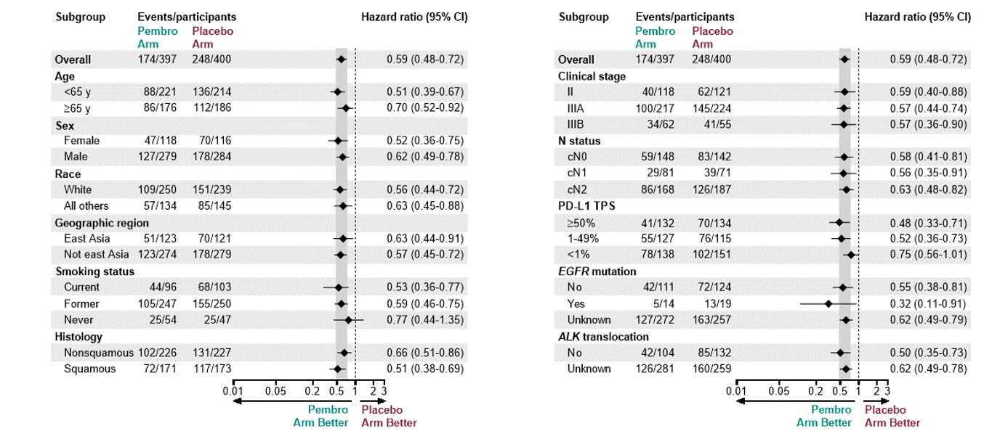 Subgroup Events/participants Hazard ratio (95% CI)
Pembro Placebo
Arm Arm
Overall 174/397 248/400 0.59 (0.48-0.72)
Age
<65 y 88/221 136/214 0.51 (0.39-0.67)
≥65 y 86/176 112/186 0.70 (0.52-0.92)
Sex
Female 47/118 70/116 0.52 (0.36-0.75)
Male 127/279 178/284 0.62 (0.49-0.78)
Race
White 109/250 151/239 0.56 (0.44-0.72)
All others 57/134 85/145 0.63 (0.45-0.88)
Geographic region
East Asia 51/123 70/121 0.63 (0.44-0.91)
Not east Asia 123/274 178/279 0.57 (0.45-0.72)
Smoking status
Current 44/96 68/103 0.53 (0.36-0.77)
Former 105/247 155/250 0.59 (0.46-0.75)
Never 25/54 25/47 0.77 (0.44-1.35)
Histology
Nonsquamous 102/226 131/227 0.66 (0.51-0.86)
Squamous 72/171 117/173 0.51 (0.38-0.69)
0.01 0.05 0.2 0.5 1 2 3
Pembro Placebo
Arm Better Arm Better
Subgroup Events/participants Hazard ratio (95% CI)
Pembro Placebo
Arm Arm
Overall 174/397 248/400 0.59 (0.48-0.72)
Clinical stage
II 40/118 62/121 0.59 (0.40-0.88)
IIIA 100/217 145/224 0.57 (0.44-0.74)
IIIB 34/62 41/55 0.57 (0.36-0.90)
N status
cN0 59/148 83/142 0.58 (0.41-0.81)
cN1 29/81 39/71 0.56 (0.35-0.91)
cN2 86/168 126/187 0.63 (0.48-0.82)
PD-L1 TPS
≥50% 41/132 70/134 0.48 (0.33-0.71)
1-49% 55/127 76/115 0.52 (0.36-0.73)
<1% 78/138 102/151 0.75 (0.56-1.01)
EGFR mutation
No 42/111 72/124 0.55 (0.38-0.81)
Yes 5/14 13/19 0.32 (0.11-0.91)
Unknown 127/272 163/257 0.62 (0.49-0.79)
ALK translocation
No 42/104 85/132 0.50 (0.35-0.73)
Unknown 126/281 160/259 0.62 (0.49-0.78)
0.01 0.05 0.2 0.5 1 2 3
Pembro Placebo
Arm Better Arm Better